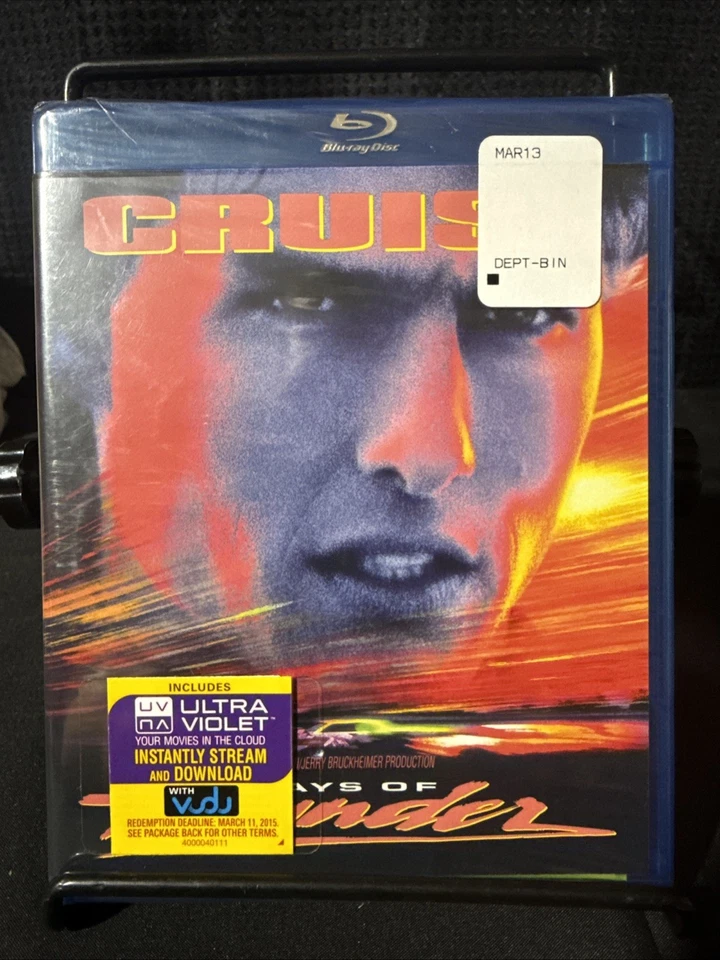 Blu-ray Disc
MAR13
CRUIS
DEPT-BIN
INCLUDES
UV
ULTRA
VIOLET™
YOUR MOVIES IN THE CLOUD
INSTANTLY STREAM
AND DOWNLOAD
WITH
vudu
REDEMPTION DEADLINE: MARCH 11, 2015.
SEE PACKAGE BACK FOR OTHER TERMS.
4000040111
JERRY BRUCKHEIMER PRODUCTION
AYS OF
under